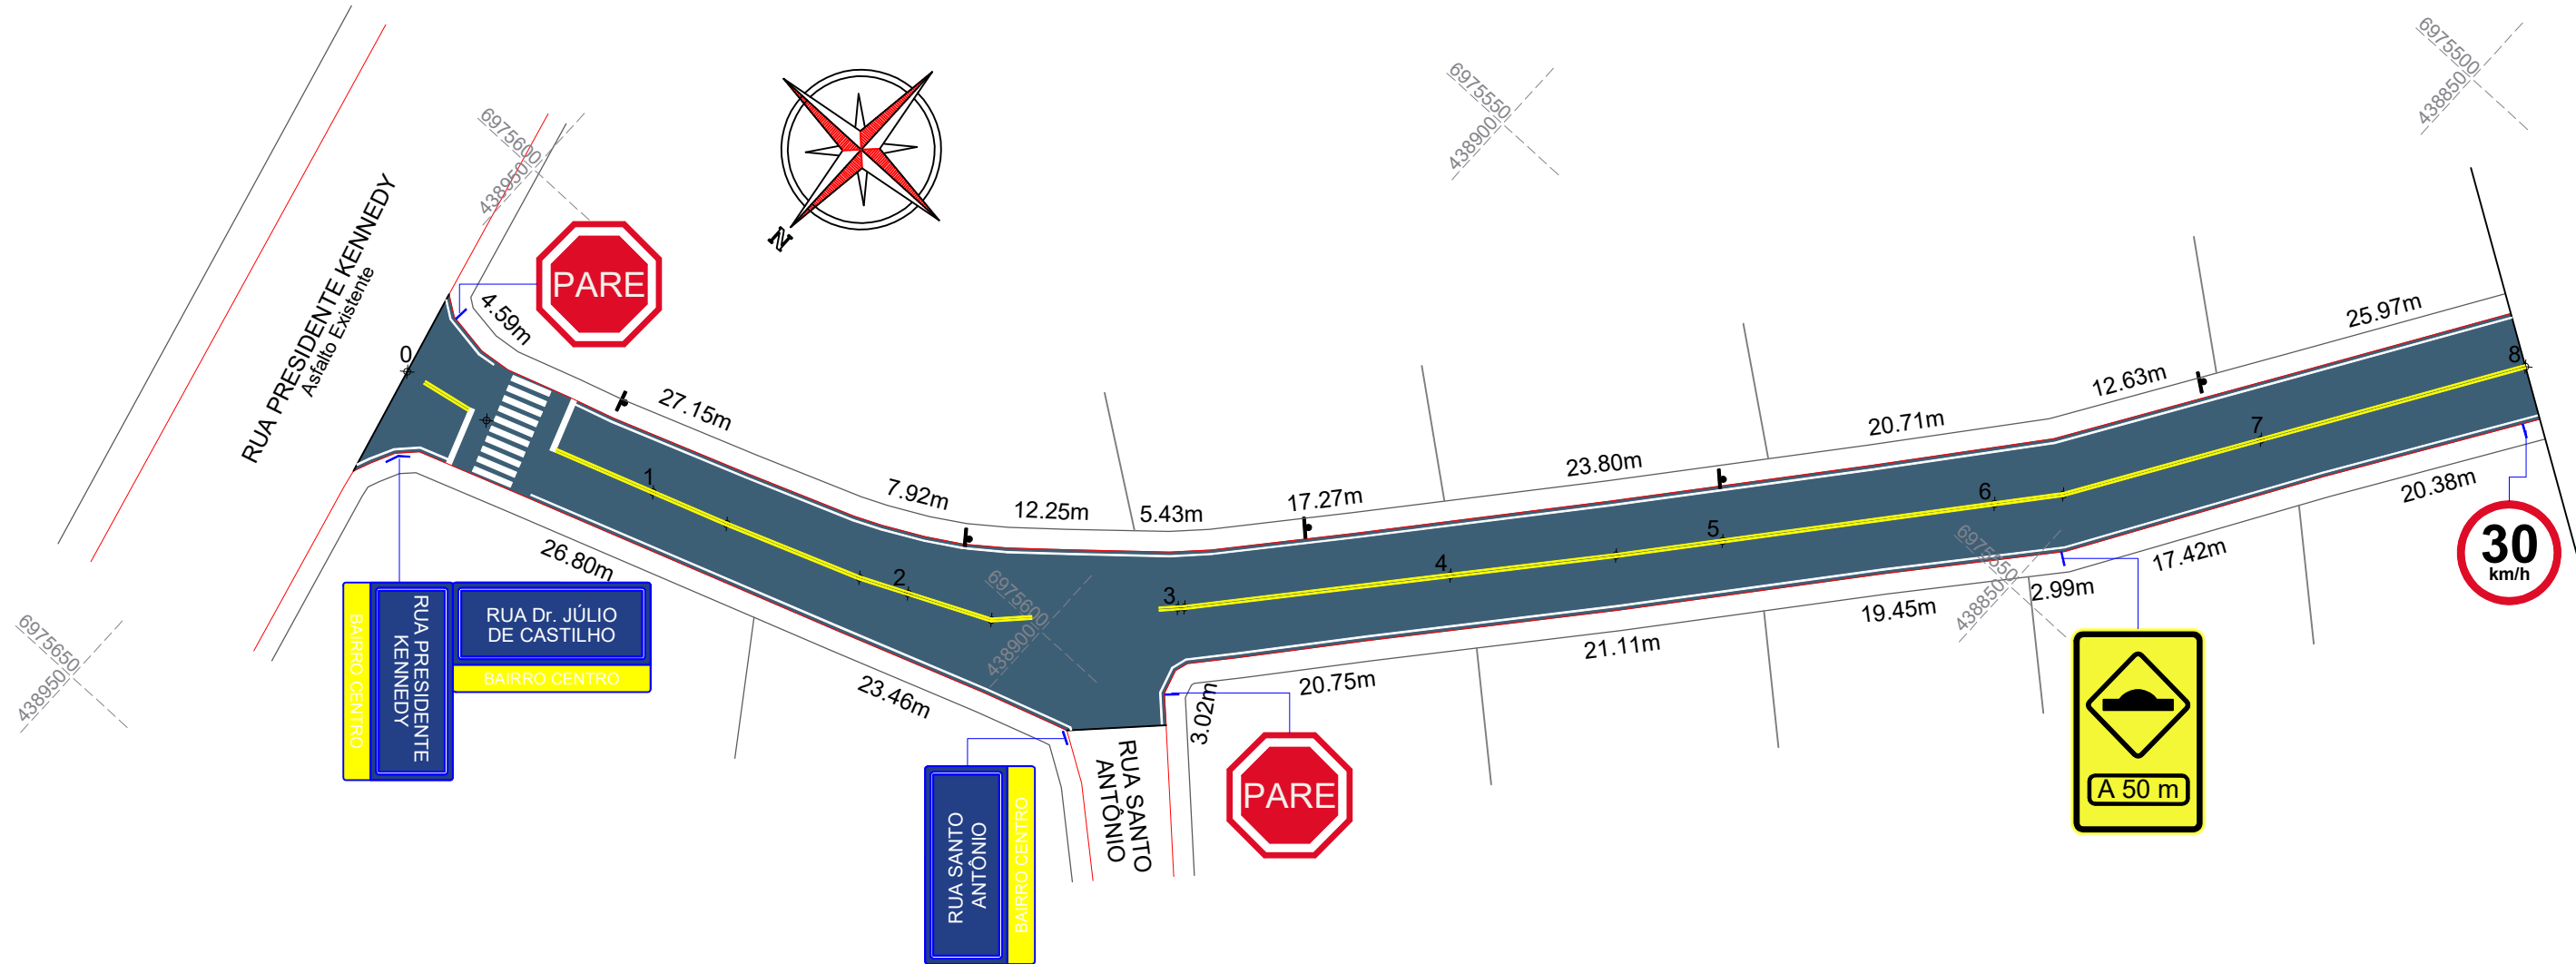 6975500
438850
6975550
438900
6975600
438950
RUA PRESIDENTE KENNEDY
Asfalto Existente
N
PARE
4.59m
27.15m
7.92m
12.25m
5.43m
17.27m
23.80m
20.71m
12.63m
25.97m
0
1
2
3
4
5
6
7
8
6975600
438900
6975550
438850
6975650
438950
26.80m
23.46m
3.02m
20.75m
21.11m
19.45m
2.99m
17.42m
20.38m
30
km/h
BAIRRO CENTRO
RUA PRESIDENTE
KENNEDY
RUA Dr. JÚLIO
DE CASTILHO
BAIRRO CENTRO
RUA SANTO
ANTÔNIO
BAIRRO CENTRO
RUA SANTO
ANTÔNIO
PARE
A 50 m